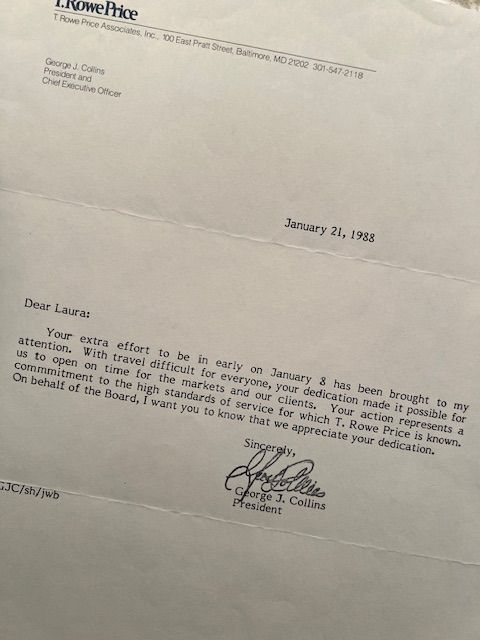 T. Rowe Price
T. Rowe Price Associates, Inc., 100 East Pratt Street, Baltimore, MD 21202 301-547-2118
George J. Collins
President and
Chief Executive Officer
January 21, 1988
Dear Laura:
Your extra effort to be in early on January 8 has been brought to my
attention. With travel difficult for everyone, your dedication made it possible for
us to open on time for the markets and our clients. Your action represents a
commmitment to the high standards of service for which T. Rowe Price is known.
On behalf of the Board, I want you to know that we appreciate your dedication.
Sincerely,
George J. Collins
President
GJC/sh/jwb